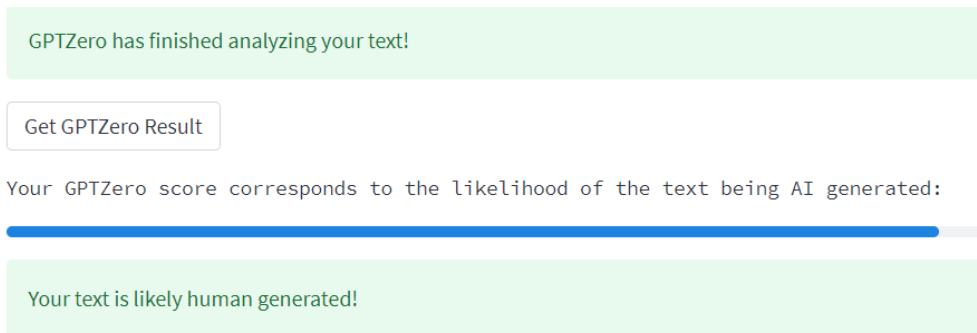 GPTZero has finished analyzing your text!
Get GPTZero Result
Your GPTZero score corresponds to the likelihood of the text being AI generated:
Your text is likely human generated!